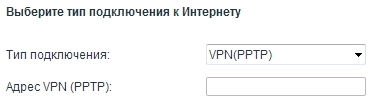 Выберите тип подключения к Интернету
Тип подключения: VPN(PPTP)
Адрес VPN (PPTP):